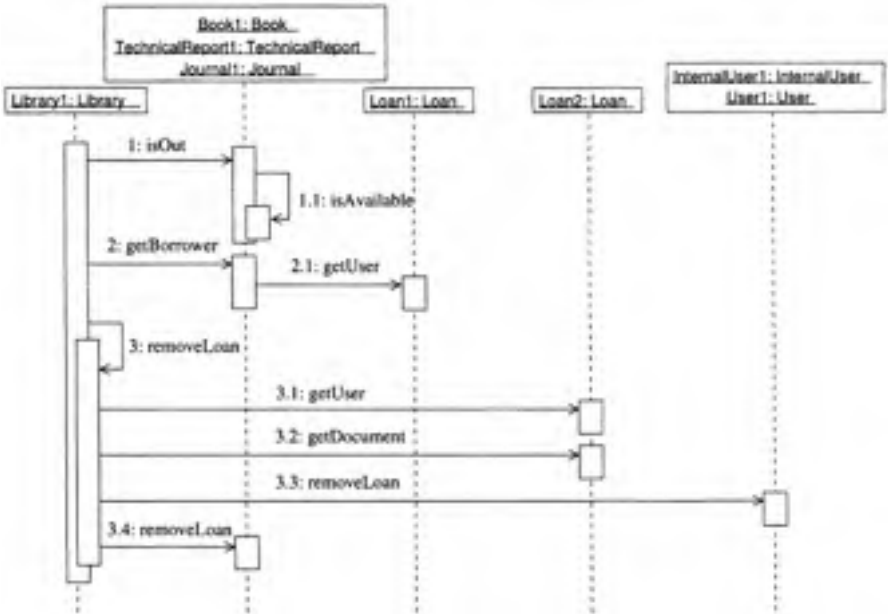 Book1: Book
TechnicalReport1: TechnicalReport
Journal1: Journal
InternalUser1: InternalUser
User1: User
Library1: Library
Loan1: Loan
Loan2: Loan
1: isOut
1.1: isAvailable
2: getBorrower
2.1: getUser
3: removeLoan
3.1: getUser
3.2: getDocument
3.3: removeLoan
3.4: removeLoan